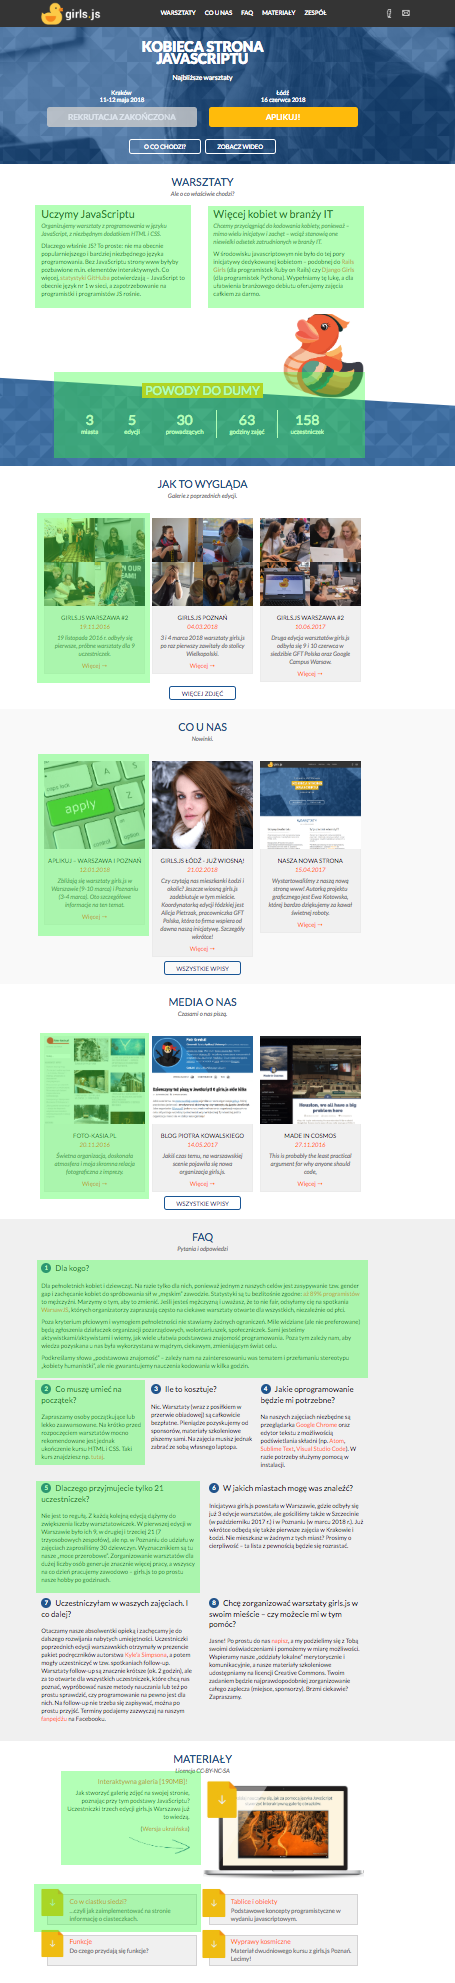 girls.js
WARSZTATY CO U NAS FAQ MATERIAŁY ZESPÓŁ
KOBIECA STRONA
JAVASCRIPTU
Najbliższe warsztaty
Kraków
11-12 maja 2018
REKRUTACJA ZAKOŃCZONA
Łódź
16 czerwca 2018
APLIKUJ!
O CO CHODZI? ZOBACZ WIDEO
WARSZTATY
Ale o co właściwie chodzi?
Uczymy JavaScriptu
Organizujemy warsztaty z programowania w języku
JavaScript, z niezbędnym dodatkiem HTML i CSS.
Dlaczego właśnie JS? To proste: nie ma obecnie
popularniejszego i bardziej niezbędnego języka
programowania. Bez JavaScriptu strony www byłyby
pozbawione m.in. elementów interaktywnych. Co
więcej, statystyki GitHuba potwierdzają – JavaScript to
obecnie język nr 1 w sieci, a zapotrzebowanie na
programistki i programistów JS rośnie.
Więcej kobiet w branży IT
Chcemy przyciągnąć do kodowania kobiety, ponieważ –
mimo wielu inicjatyw i zachęt – wciąż stanowią one
niewielki odsetek zatrudnionych w branży IT.
W środowisku javascriptowym nie było do tej pory
inicjatywy dedykowanej kobietom – podobnej do Rails
Girls (dla programistek Ruby on Rails) czy Django Girls
(dla programistek Pythona). Wypełniamy tę lukę, a dla
ułatwienia branżowego debiutu oferujemy zajęcia
całkiem za darmo.
POWODY DO DUMY
3 5 30 63 158
miasta edycji prowadzących godziny zajęć uczestniczek
JAK TO WYGLĄDA
Galerie z poprzednich edycji.
GIRLS.JS WARSZAWA #2
19.11.2016
19 listopada 2016 r. odbyły się
pierwsze, próbne warsztaty dla 9
uczestniczek.
Więcej →
GIRLS.JS POZNAŃ
04.03.2018
3 i 4 marca 2018 warsztaty girls.js
po raz pierwszy zawitały do stolicy
Wielkopolski.
Więcej →
GIRLS.JS WARSZAWA #2
10.06.2017
Druga edycja warsztatów girls.js
odbyła się 9 i 10 czerwca w
siedzibie GFT Polska oraz Google
Campus Warsaw.
Więcej →
WIĘCEJ ZDJĘĆ
CO U NAS
Nowinki.
apply
control
option
APLIKUJ – WARSZAWA I POZNAŃ
12.01.2018
Zbliżają się warsztaty girls.js w
Warszawie (9-10 marca) i Poznaniu
(3-4 marca). Oto szczegółowe
informacje na ten temat.
Więcej →
GIRLS.JS ŁÓDŹ - JUŻ WIOSNĄ!
21.02.2018
Czy czytają nas mieszkanki Łodzi i
okolic? Jeszcze wiosną girls.js
zadebiutuje w tym mieście.
Koordynatorką edycji łódzkiej jest
Alicja Pietrzak, pracowniczka GFT
Polska, która to firma wspiera od
dawna naszą inicjatywę. Szczegóły
wkrótce!
Więcej →
NASZA NOWA STRONA
15.04.2017
Wystartowaliśmy z naszą nową
stroną www! Autorką projektu
graficznego jest Ewa Kotowska,
której bardzo dziękujemy za kawał
świetnej roboty.
Więcej →
WSZYSTKIE WPISY
MEDIA O NAS
Czasami o nas piszą.
FOTO-KASIA.PL
20.11.2016
Świetna organizacja, doskonała
atmosfera i moja skromna relacja
fotograficzna z imprezy.
Więcej →
BLOG PIOTRA KOWALSKIEGO
14.05.2017
Jakiś czas temu, na warszawskiej
scenie pojawiła się nowa
organizacja girls.js.
Więcej →
Houston, we all have a big
problem here
MADE IN COSMOS
27.11.2016
This is probably the least practical
argument for why anyone should
code.
Więcej →
WSZYSTKIE WPISY
FAQ
Pytania i odpowiedzi
1 Dla kogo?
Dla pełnoletnich kobiet i dziewcząt. Na razie tylko dla nich, ponieważ jednym z naszych celów jest zasypywanie tzw. gender
gap i zachętanie kobiet do spróbowania sił w „męskim” zawodzie. Statystyki są tu bezlitośnie zgodne: aż 89% programistów
to mężczyźni. Marzymy o tym, aby to zmienić. Jeśli jesteś mężczyzną i uważasz, że to nie fair, odsyłamy cię na spotkania
WarsawJS, których organizatorzy zapraszają często na ciekawe warsztaty otwarte dla wszystkich, niezależnie od płci.
Poza kryterium płciowym i wymogiem pełnoletności nie stawiamy żadnych ograniczeń. Mile widziane (ale nie preferowane)
będą zgłoszenia działaczek organizacji pozarządowych, wolontariuszek, społeczniczek. Sami jesteśmy
aktywistkami/aktywistami i wiemy, jak wiele ułatwia podstawowa znajomość programowania. Poza tym zależy nam, aby
wiedza pozyskana u nas była wykorzystana w mądrym, ciekawym, zmieniającym świat celu.
Podkreślamy słowo „podstawowa znajomość” – zależy nam na zainteresowaniu was tematem i przełamaniu stereotypu
„kobiety humanistki”, ale nie gwarantujemy nauczenia kodowania w kilka godzin.
2 Co muszę umieć na
początek?
Zapraszamy osoby początkujące lub
lekko zaawansowane. Na krótko przed
rozpoczęciem warsztatów mocno
rekomendowane jest jednak
ukończenie kursu HTML i CSS. Taki
kurs znajdziesz np. tutaj.
3 Ile to kosztuje?
Nic. Warsztaty (wraz z posiłkiem w
przerwie obiadowej) są całkowicie
bezpłatne. Pieniądze pozyskujemy od
sponsorów, materiały szkoleniowe
piszemy sami. Na zajęcia musisz jednak
zabrać ze sobą własnego laptopa.
4 Jakie oprogramowanie
będzie mi potrzebne?
Na naszych zajęciach niezbędne są
przeglądarka Google Chrome oraz
edytor tekstu z możliwością
podświetlania składni (np. Atom,
Sublime Text, Visual Studio Code). W
razie potrzeby służymy pomocą w
instalacji.
5 Dlaczego przyjmujecie tylko 21
uczestniczek?
Nie jest to regułą. Z każdą kolejną edycją dążymy do
zwiększenia liczby warsztatowiczek. W pierwszej edycji w
Warszawie było ich 9, w drugiej i trzeciej 21 (7
trzyosobowych zespołów), ale np. w Poznaniu do udziału w
zajęciach zaprosiliśmy 30 dziewczyn. Wyznacznikiem są tu
nasze „moce przerobowe”. Zorganizowanie warsztatów dla
dużej liczby osób generuje znacznie więcej pracy, a wszyscy
na co dzień pracujemy zawodowo – girls.js to po prostu
nasze hobby po godzinach.
6 W jakich miastach mogę was znaleźć?
Inicjatywa girls.js powstała w Warszawie, gdzie odbyły się
już 3 edycje warsztatów, ale gościliśmy także w Szczecinie
(w październiku 2017 r.) i w Poznaniu (w marcu 2018 r.). Już
wkrótce odbędą się także pierwsze zajęcia w Krakowie i
Łodzi. Nie mieszkasz w żadnym z tych miast? Prosimy o
cierpliwość – ta lista z pewnością będzie się rozrastać.
7 Uczestniczyłam w waszych zajęciach. I
co dalej?
Otaczamy nasze absolwentki opieką i zachęcamy je do
dalszego rozwijania nabytych umiejętności. Uczestniczki
poprzednich edycji warszawskich otrzymały w prezencie
pakiet podręczników autorstwa Kyle'a Simpsona, a potem
mogły uczestniczyć w tzw. spotkaniach follow-up.
Warsztaty follow-up są znacznie krótsze (ok. 2 godzin), ale
za to otwarte dla wszystkich uczestniczek, które chcą nas
poznać, wypróbować nasze metody nauczania lub też po
prostu sprawdzić, czy programowanie na pewno jest dla
nich. Na follow-up nie trzeba się zapisywać, można po
prostu przyjść. Terminy podajemy zazwyczaj na naszym
fanpejdżu na Facebooku.
8 Chcę zorganizować warsztaty girls.js w
swoim mieście – czy możecie mi w tym
pomóc?
Jasne! Po prostu do nas napisz, a my podzielimy się z Tobą
swoimi doświadczeniami i pomożemy w miarę możliwości.
Wspieramy nasze „oddziały lokalne” merytorycznie i
komunikacyjnie, a nasze materiały szkoleniowe
udostępniamy na licencji Creative Commons. Twoim
zadaniem będzie najprawdopodobniej zorganizowanie
całego zaplecza (miejsce, sponsorzy). Brzmi ciekawie?
Zapraszamy.
MATERIAŁY
Licencja CC-BY-NC-SA
Interaktywna galeria [190MB]!
Jak stworzyć galerię zdjęć na swojej stronie,
poznając przy tym podstawy JavaScriptu?
Uczestniczki trzech edycji girls.js Warszawa już
to wiedzą.
[Wersja ukraińska]
Co w ciastku siedzi?
...czyli jak zaimplementować na stronie
informację o ciasteczkach.
Tablice i obiekty
Podstawowe koncepty programistyczne w
wydaniu javascriptowym.
Funkcje
Do czego przydają się funkcje?
Wyprawy kosmiczne
Materiał dwudniowego kursu z girls.js Poznań.
Lecimy!